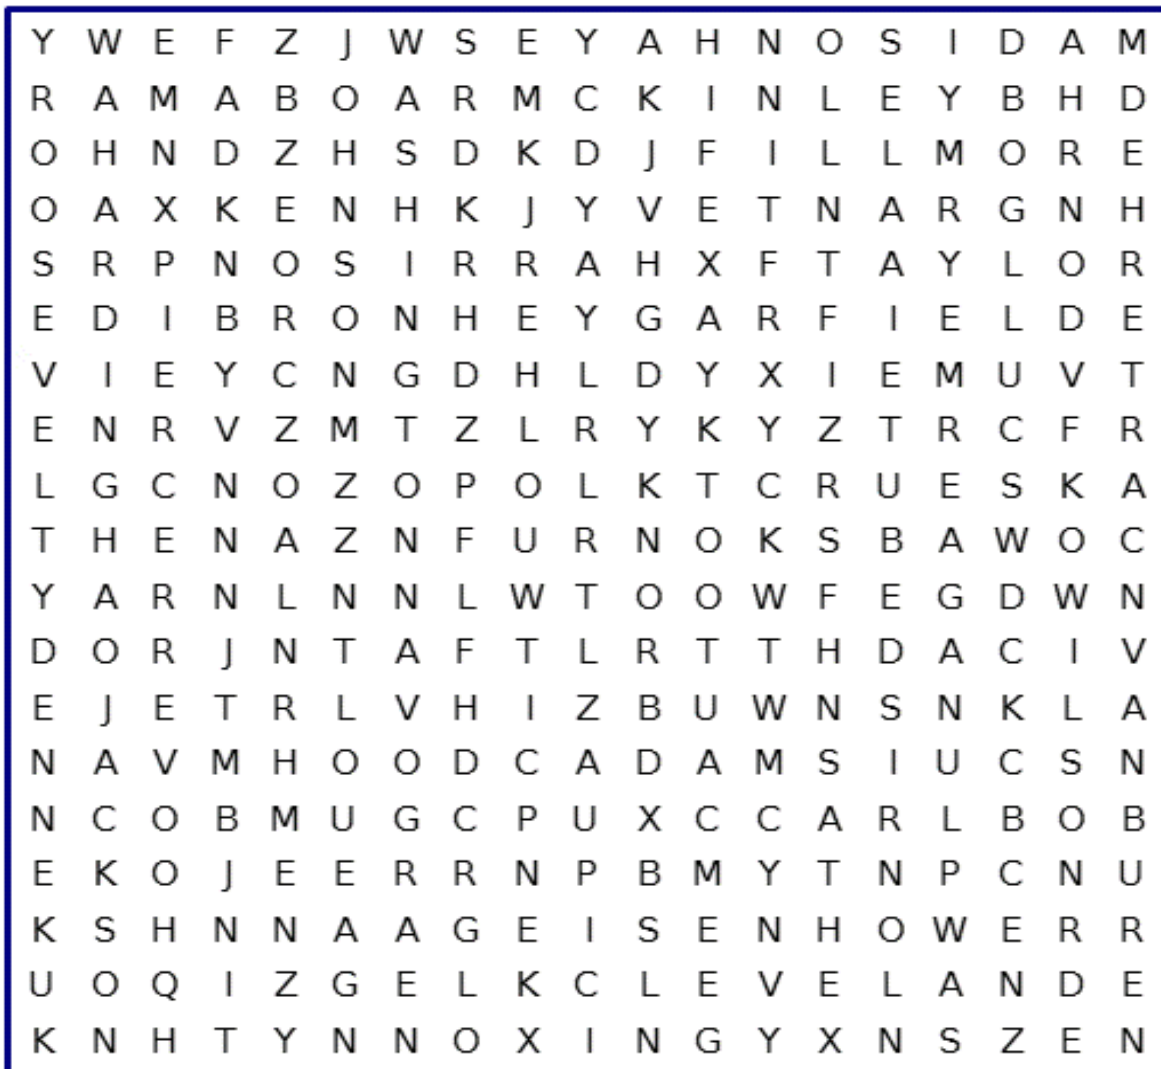 Y W E F Z J W S E Y A H N O S I D A M
R A M A B O A R M C K I N L E Y B H D
O H N D Z H S D K D J F I L L M O R E
O A X K E N H K J Y V E T N A R G N H
S R P N O S I R R A H X F T A Y L O R
E D I B R O N H E Y G A R F I E L D E
V I E Y C N G D H L D Y X I E M U V T
E N R V Z M T Z L R Y K Y Z T R C F R
L G C N O Z O P O L K T C R U E S K A
T H E N A Z N F U R N O K S B A W O C
Y A R N L N N L W T O O W F E G D W N
D O R J N T A F T L R T T H D A C I V
E J E T R L V H I Z B U W N S N K L A
N A V M H O O D C A D A M S I U C S N
N C O B M U G C P U X C C A R L B O B
E K O J E E R R N P B M Y T N P C N U
K S H N N A A G E I S E N H O W E R R
U O Q I Z G E L K C L E V E L A N D E
K N H T Y N N O X I N G Y X N S Z E N